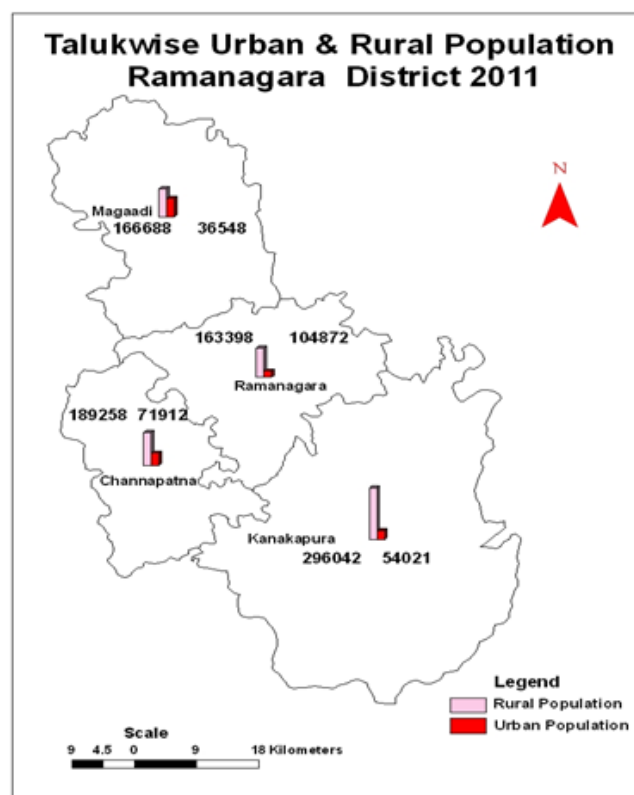 Talukwise Urban & Rural Population
Ramanagara District 2011
N
Magaadi
166688 36548
163398 104872
Ramanagara
189258 71912
Channapatna
Kanakapura
296042 54021
Legend
Rural Population
Urban Population
Scale
9 4.5 0 9 18 Kilometers